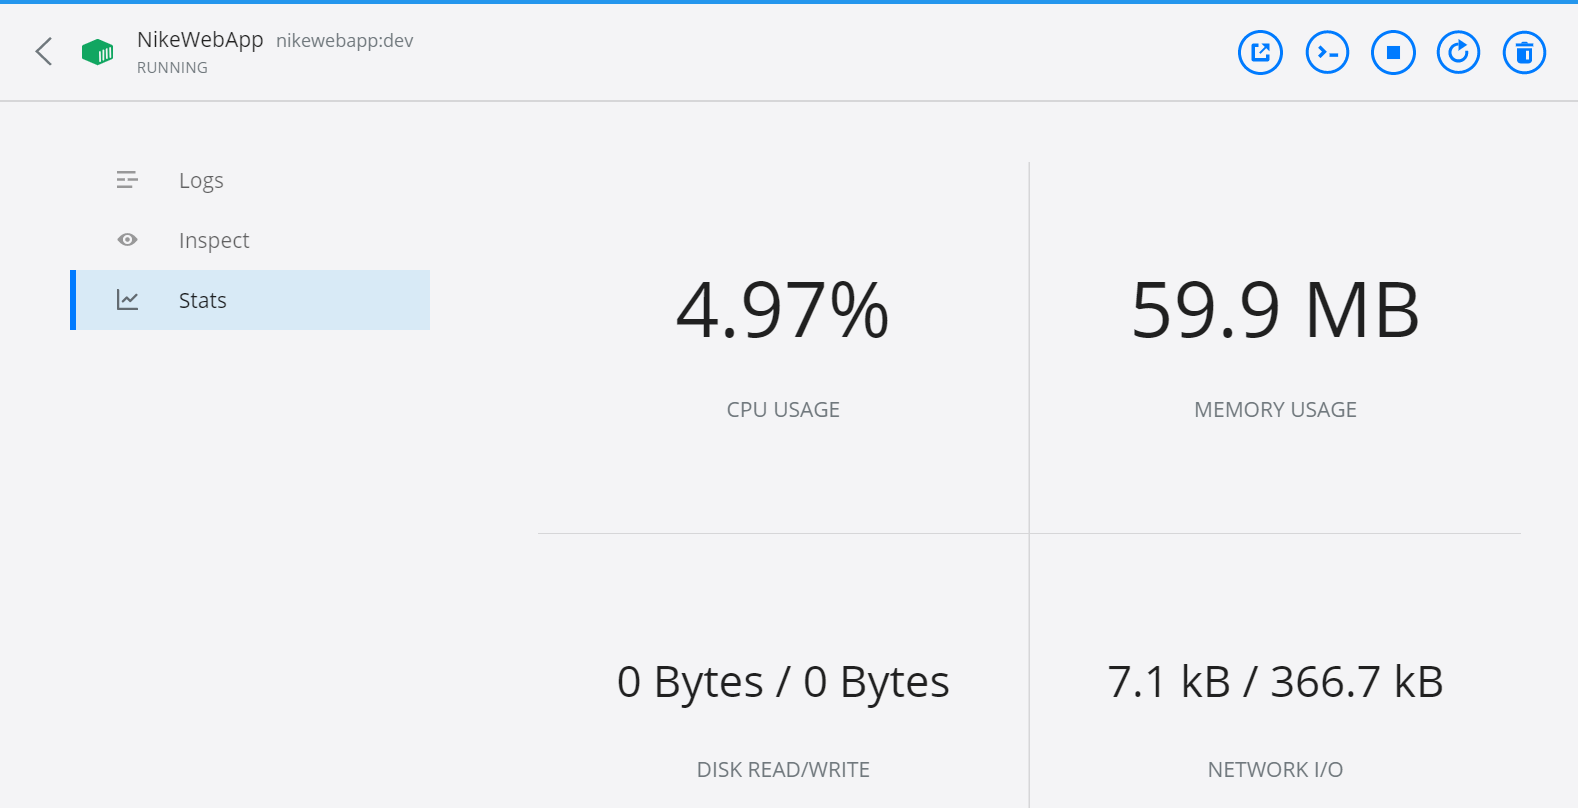 NikeWebApp nikewebapp:dev
RUNNING
Logs
Inspect
Stats
4.97%
CPU USAGE
59.9 MB
MEMORY USAGE
0 Bytes / 0 Bytes
DISK READ/WRITE
7.1 kB / 366.7 kB
NETWORK I/O